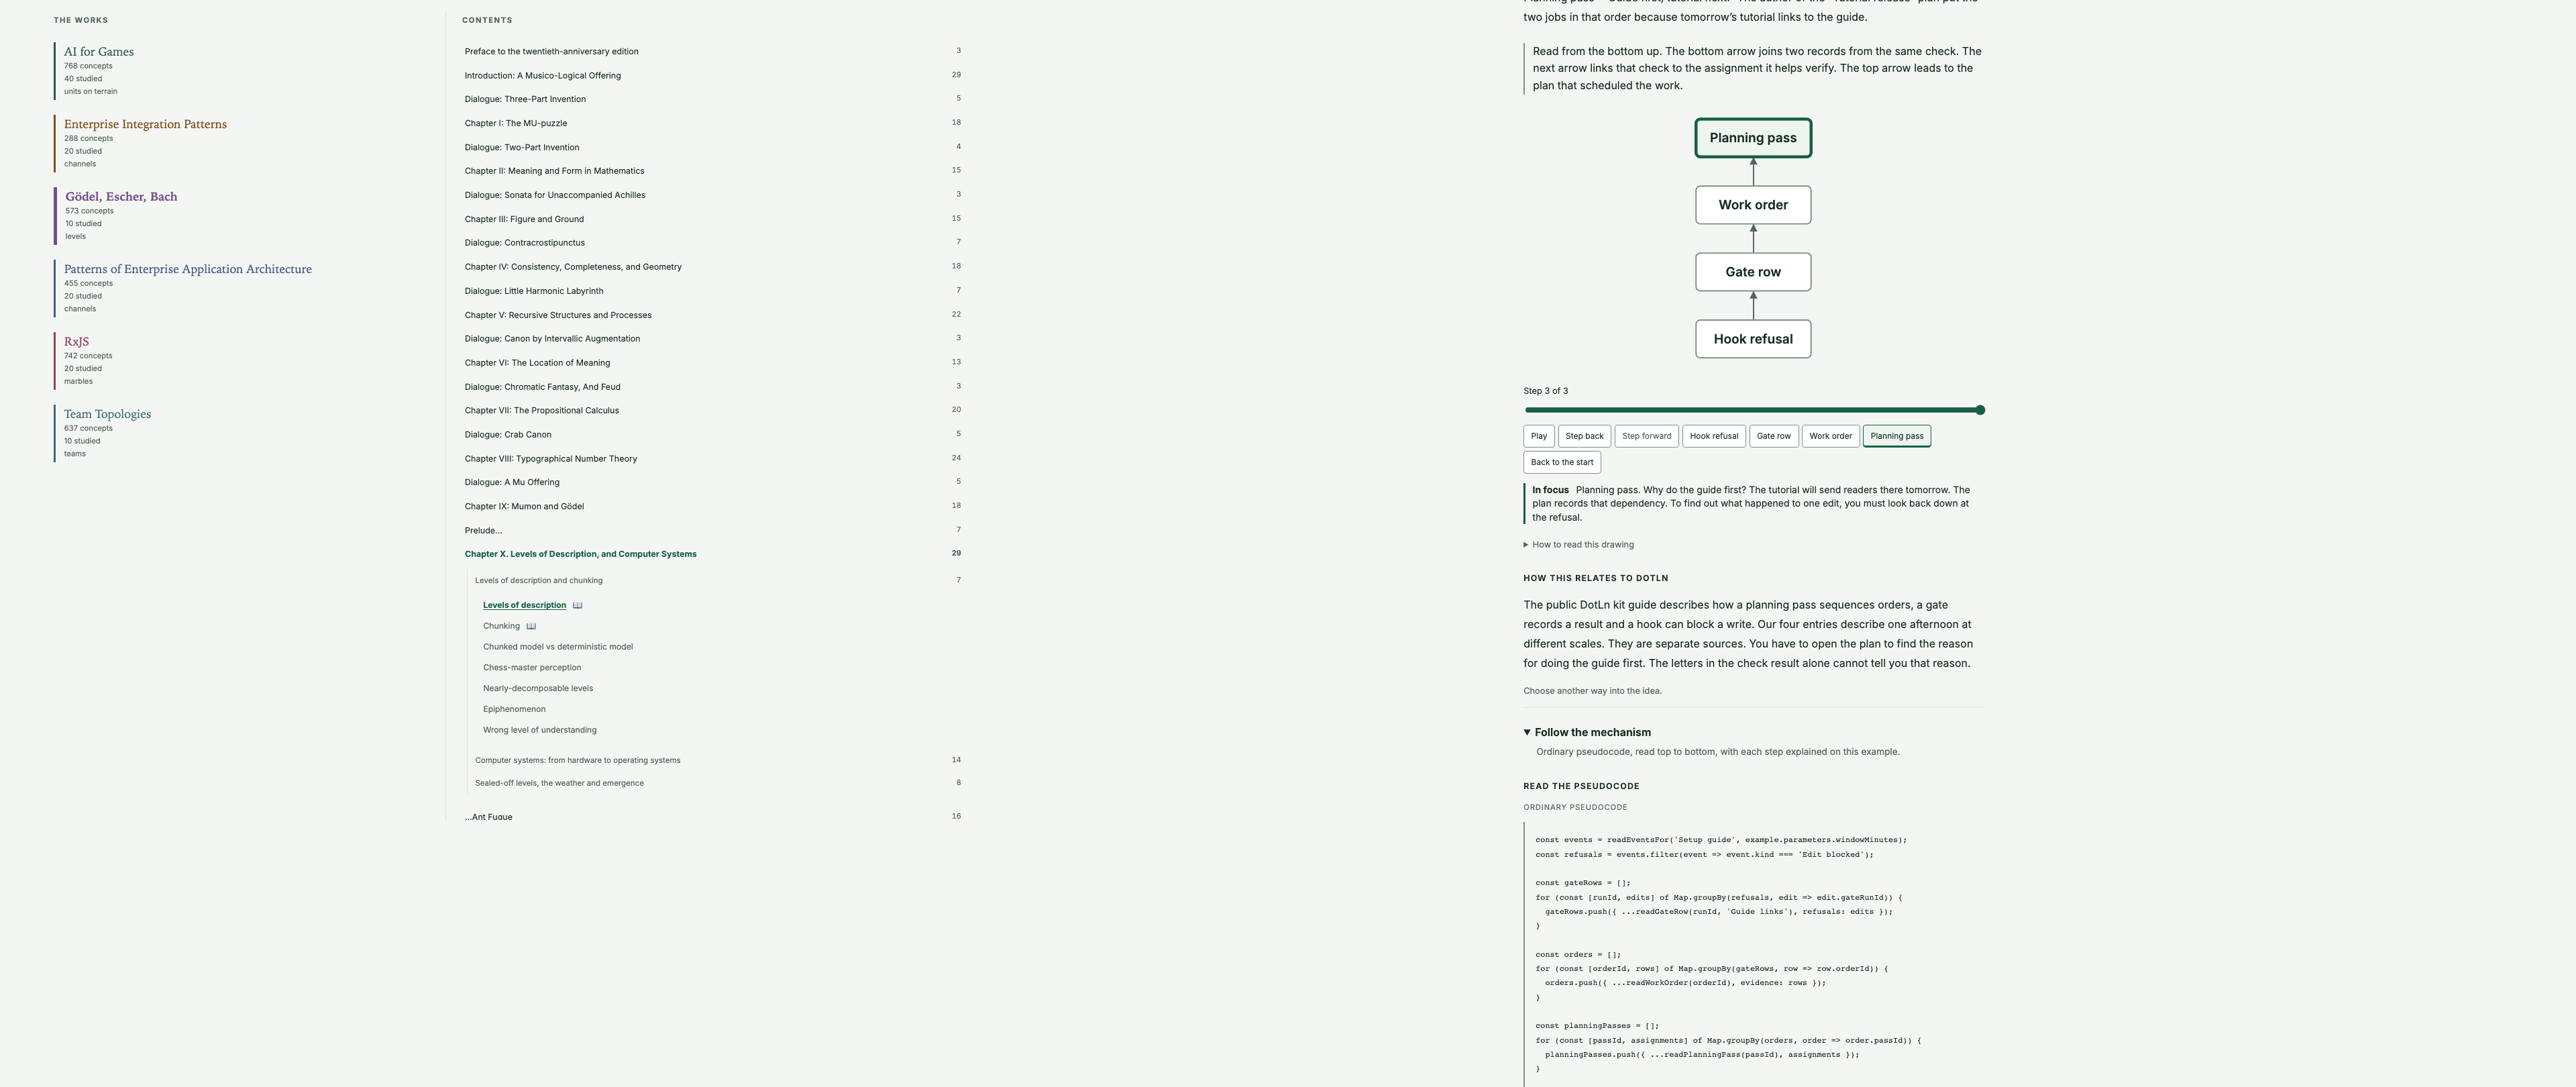 THE WORKS
AI for Games
768 concepts
40 studied
units on terrain
Enterprise Integration Patterns
288 concepts
20 studied
channels
Gödel, Escher, Bach
573 concepts
10 studied
levels
Patterns of Enterprise Application Architecture
455 concepts
20 studied
channels
RxJS
742 concepts
20 studied
marbles
Team Topologies
637 concepts
10 studied
teams
CONTENTS
Preface to the twentieth-anniversary edition 3
Introduction: A Musico-Logical Offering 29
Dialogue: Three-Part Invention 5
Chapter I: The MU-puzzle 18
Dialogue: Two-Part Invention 4
Chapter II: Meaning and Form in Mathematics 15
Dialogue: Sonata for Unaccompanied Achilles 3
Chapter III: Figure and Ground 15
Dialogue: Contracrostipunctus 7
Chapter IV: Consistency, Completeness, and Geometry 18
Dialogue: Little Harmonic Labyrinth 7
Chapter V: Recursive Structures and Processes 22
Dialogue: Canon by Intervallic Augmentation 3
Chapter VI: The Location of Meaning 13
Dialogue: Chromatic Fantasy, And Feud 3
Chapter VII: The Propositional Calculus 20
Dialogue: Crab Canon 5
Chapter VIII: Typographical Number Theory 24
Dialogue: A Mu Offering 5
Chapter IX: Mumon and Gödel 18
Prelude... 7
Chapter X. Levels of Description, and Computer Systems 29
Levels of description and chunking 7
Levels of description 📖
Chunking 📖
Chunked model vs deterministic model
Chess-master perception
Nearly-decomposable levels
Epiphenomenon
Wrong level of understanding
Computer systems: from hardware to operating systems 14
Sealed-off levels, the weather and emergence 8
...Ant Fugue 16
two jobs in that order because tomorrow's tutorial links to the guide.
Read from the bottom up. The bottom arrow joins two records from the same check. The
next arrow links that check to the assignment it helps verify. The top arrow leads to the
plan that scheduled the work.
Planning pass
Work order
Gate row
Hook refusal
Step 3 of 3
Play Step back Step forward Hook refusal Gate row Work order Planning pass
Back to the start
In focus Planning pass. Why do the guide first? The tutorial will send readers there tomorrow. The
plan records that dependency. To find out what happened to one edit, you must look back down at
the refusal.
▶ How to read this drawing
HOW THIS RELATES TO DOTLN
The public DotLn kit guide describes how a planning pass sequences orders, a gate
records a result and a hook can block a write. Our four entries describe one afternoon at
different scales. They are separate sources. You have to open the plan to find the reason
for doing the guide first. The letters in the check result alone cannot tell you that reason.
Choose another way into the idea.
▼ Follow the mechanism
Ordinary pseudocode, read top to bottom, with each step explained on this example.
READ THE PSEUDOCODE
ORDINARY PSEUDOCODE
const events = readEventsFor('Setup guide', example.parameters.windowMinutes);
const refusals = events.filter(event => event.kind === 'Edit blocked');
const gateRows = [];
for (const [runId, edits] of Map.groupBy(refusals, edit => edit.gateRunId)) {
gateRows.push({ ...readGateRow(runId, 'Guide links'), refusals: edits });
}
const orders = [];
for (const [orderId, rows] of Map.groupBy(gateRows, row => row.orderId)) {
orders.push({ ...readWorkOrder(orderId), evidence: rows });
}
const planningPasses = [];
for (const [passId, assignments] of Map.groupBy(orders, order => order.passId)) {
planningPasses.push({ ...readPlanningPass(passId), assignments });
}